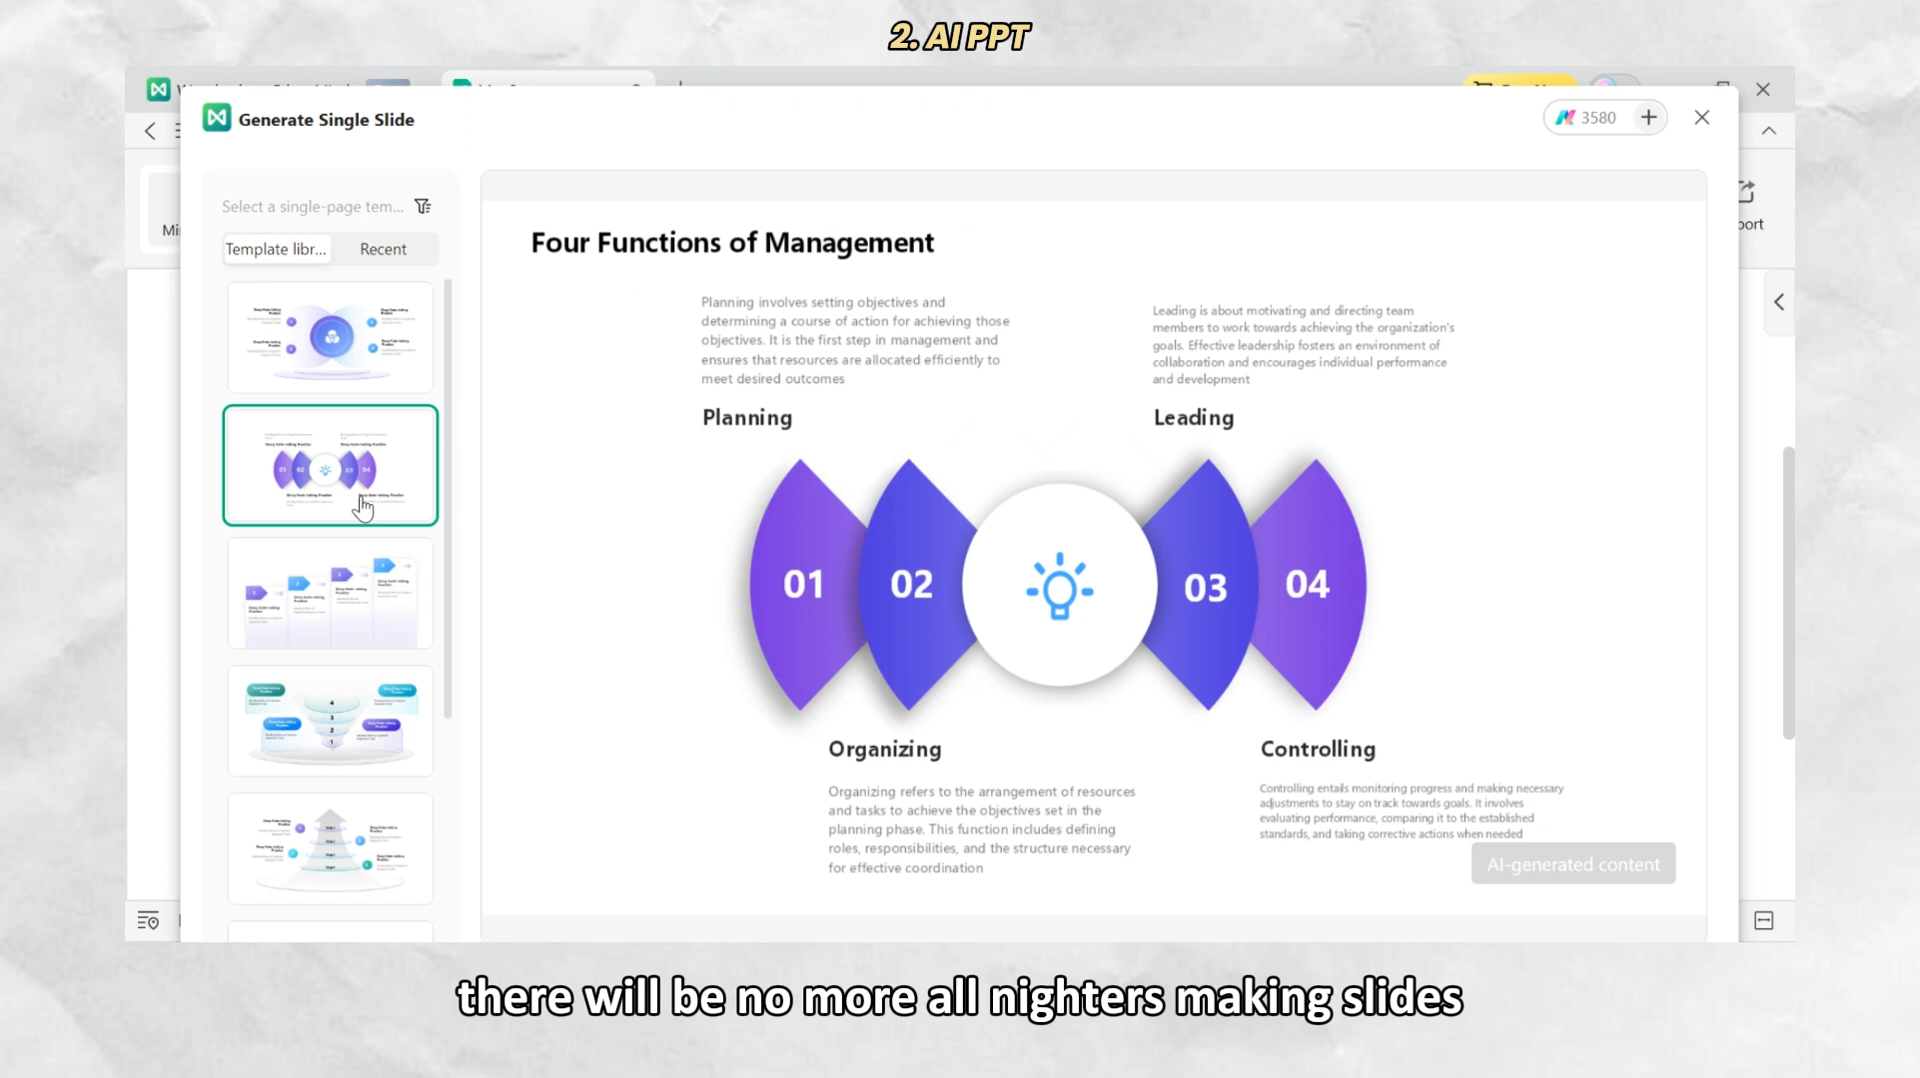 2. AI PPT
Generate Single Slide
3580
Select a single-page tem...
Template libr...
Recent
Four Functions of Management
Planning involves setting objectives and
determining a course of action for achieving those
objectives. It is the first step in management and
ensures that resources are allocated efficiently to
meet desired outcomes
Planning
Leading is about motivating and directing team
members to work towards achieving the organization's
goals. Effective leadership fosters an environment of
collaboration and encourages individual performance
and development
Leading
01
02
03
04
Organizing
Organizing refers to the arrangement of resources
and tasks to achieve the objectives set in the
planning phase. This function includes defining
roles, responsibilities, and the structure necessary
for effective coordination
Controlling
Controlling entails monitoring progress and making necessary
adjustments to stay on track towards goals. It involves
evaluating performance, comparing it to the established
standards, and taking corrective actions when needed
AI-generated content
there will be no more all nighters making slides